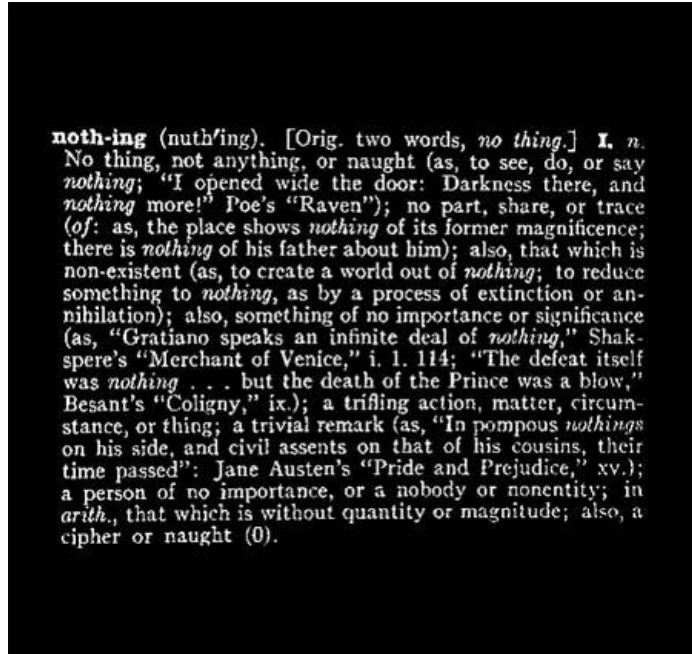 noth-ing (nuth′ing). [Orig. two words, no thing.] I. n.
No thing, not anything, or naught (as, to see, do, or say
nothing; "I opened wide the door: Darkness there, and
nothing more!" Poe's "Raven"); no part, share, or trace
(of: as, the place shows nothing of its former magnificence;
there is nothing of his father about him); also, that which is
non-existent (as, to create a world out of nothing; to reduce
something to nothing, as by a process of extinction or an-
nihilation); also, something of no importance or significance
(as, "Gratiano speaks an infinite deal of nothing," Shak-
spere's "Merchant of Venice," i. 1. 114; "The defeat itself
was nothing . . . but the death of the Prince was a blow,"
Besant's "Coligny," ix.); a trifling action, matter, circum-
stance, or thing; a trivial remark (as, "In pompous nothings
on his side, and civil assents on that of his cousins, their
time passed": Jane Austen's "Pride and Prejudice," xv.);
a person of no importance, or a nobody or nonentity; in
arith., that which is without quantity or magnitude; also, a
cipher or naught (0).